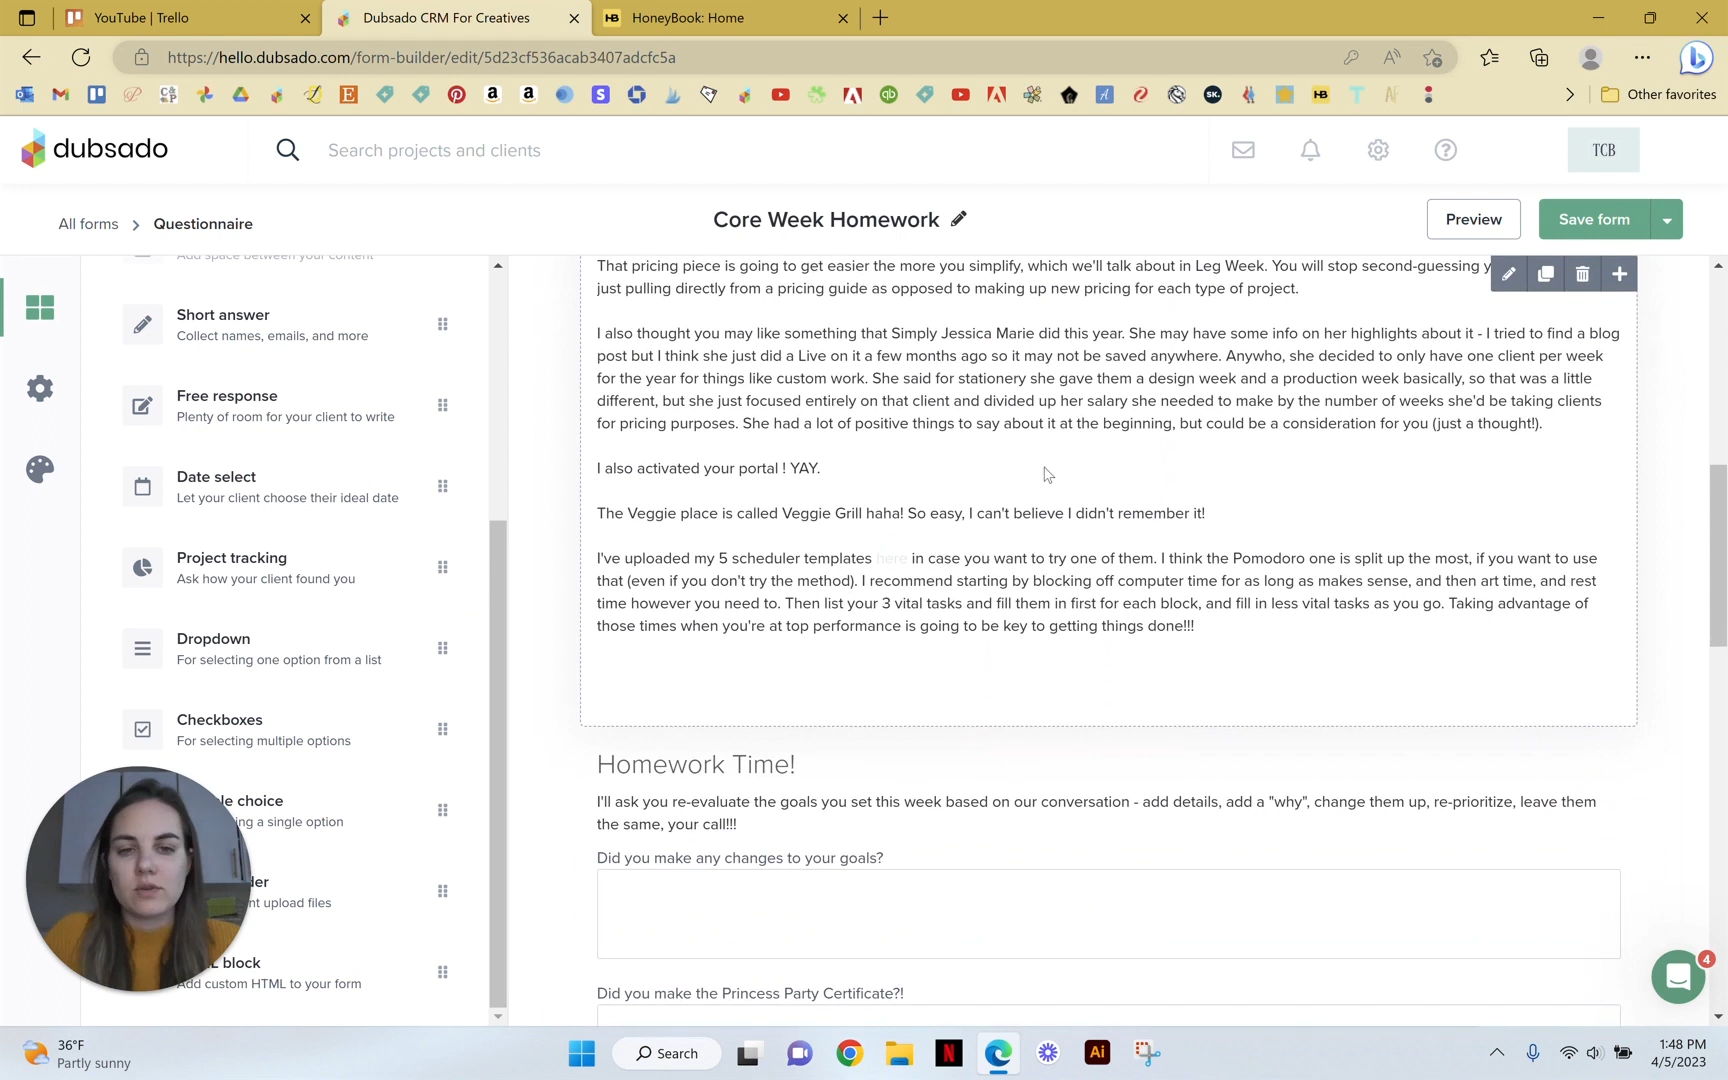 YouTube | Trello
Dubsado CRM For Creatives
HB
HoneyBook: Home
https://hello.dubsado.com/form-builder/edit/5d23cf536acab3407adcfc5a
Other favorites
dubsado
Search projects and clients
TCB
All forms > Questionnaire
Core Week Homework
Preview
Save form
Add space between your content
Short answer
Collect names, emails, and more
Free response
Plenty of room for your client to write
Date select
Let your client choose their ideal date
Project tracking
Ask how your client found you
Dropdown
For selecting one option from a list
Checkboxes
For selecting multiple options
le choice
ng a single option
der
nt upload files
block
Add custom HTML to your form
That pricing piece is going to get easier the more you simplify, which we'll talk about in Leg Week. You will stop second-guessing y
just pulling directly from a pricing guide as opposed to making up new pricing for each type of project.
I also thought you may like something that Simply Jessica Marie did this year. She may have some info on her highlights about it - I tried to find a blog
post but I think she just did a Live on it a few months ago so it may not be saved anywhere. Anywho, she decided to only have one client per week
for the year for things like custom work. She said for stationery she gave them a design week and a production week basically, so that was a little
different, but she just focused entirely on that client and divided up her salary she needed to make by the number of weeks she'd be taking clients
for pricing purposes. She had a lot of positive things to say about it at the beginning, but could be a consideration for you (just a thought!).
I also activated your portal ! YAY.
The Veggie place is called Veggie Grill haha! So easy, I can't believe I didn't remember it!
I've uploaded my 5 scheduler templates here in case you want to try one of them. I think the Pomodoro one is split up the most, if you want to use
that (even if you don't try the method). I recommend starting by blocking off computer time for as long as makes sense, and then art time, and rest
time however you need to. Then list your 3 vital tasks and fill them in first for each block, and fill in less vital tasks as you go. Taking advantage of
those times when you're at top performance is going to be key to getting things done!!!
Homework Time!
I'll ask you re-evaluate the goals you set this week based on our conversation - add details, add a "why", change them up, re-prioritize, leave them
the same, your call!!!
Did you make any changes to your goals?
Did you make the Princess Party Certificate?!
4
36°F
Partly sunny
Search
N
Ai
1:48 PM
4/5/2023